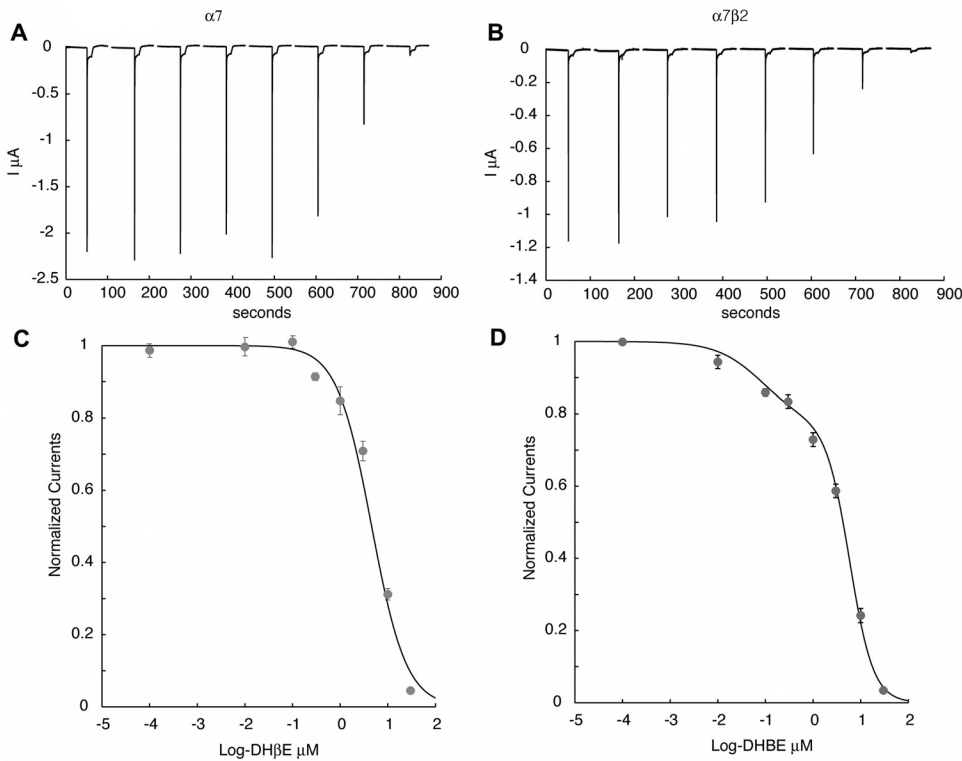 α7
α7β2
A
B
0
-0.5
-1
-1.5
-2
-2.5
I μA
0 100 200 300 400 500 600 700 800 900
seconds
0
-0.2
-0.4
-0.6
-0.8
-1
-1.2
-1.4
I μA
0 100 200 300 400 500 600 700 800 900
seconds
C
D
1
0.8
0.6
0.4
0.2
0
Normalized Currents
-5 -4 -3 -2 -1 0 1 2
Log-DHβE μM
1
0.8
0.6
0.4
0.2
0
Normalized Currents
-5 -4 -3 -2 -1 0 1 2
Log-DHBE μM